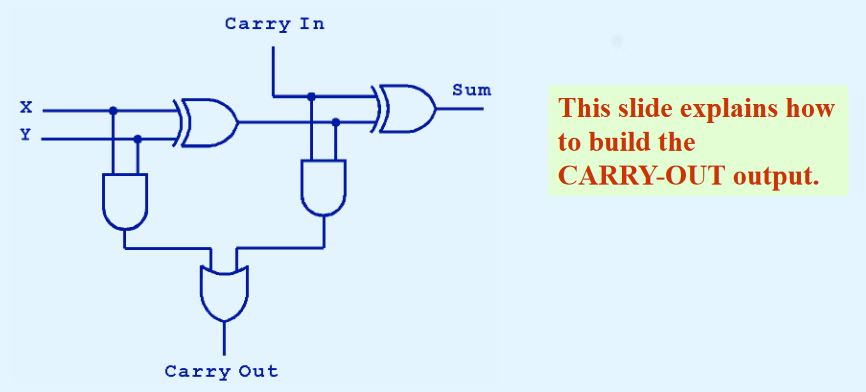 Carry In
X
Y
Sum
Carry Out
This slide explains how
to build the
CARRY-OUT output.